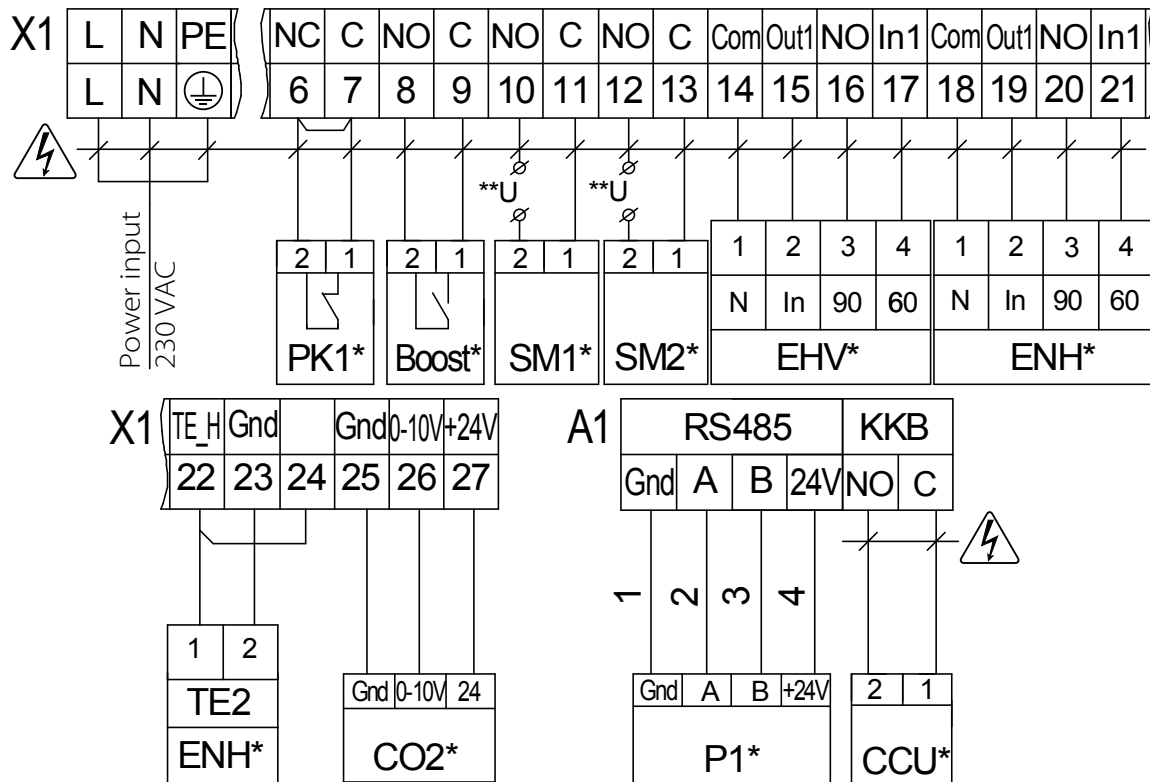 X1 L N PE NC C NO C NO C NO C Com Out1 NO In1 Com Out1 NO In1
L N 6 7 8 9 10 11 12 13 14 15 16 17 18 19 20 21
**U **U
Power input
230 VAC
2 1 2 1 2 1 2 1 1 2 3 4 1 2 3 4
N In 90 60 N In 90 60
PK1* Boost* SM1* SM2* EHV* ENH*
X1 TE_H Gnd Gnd 0-10V +24V A1 RS485 KKB
22 23 24 25 26 27 Gnd A B 24V NO C
1 2 3 4
1 2
TE2
ENH*
Gnd 0-10V 24 Gnd A B +24V 2 1
CO2* P1* CCU*